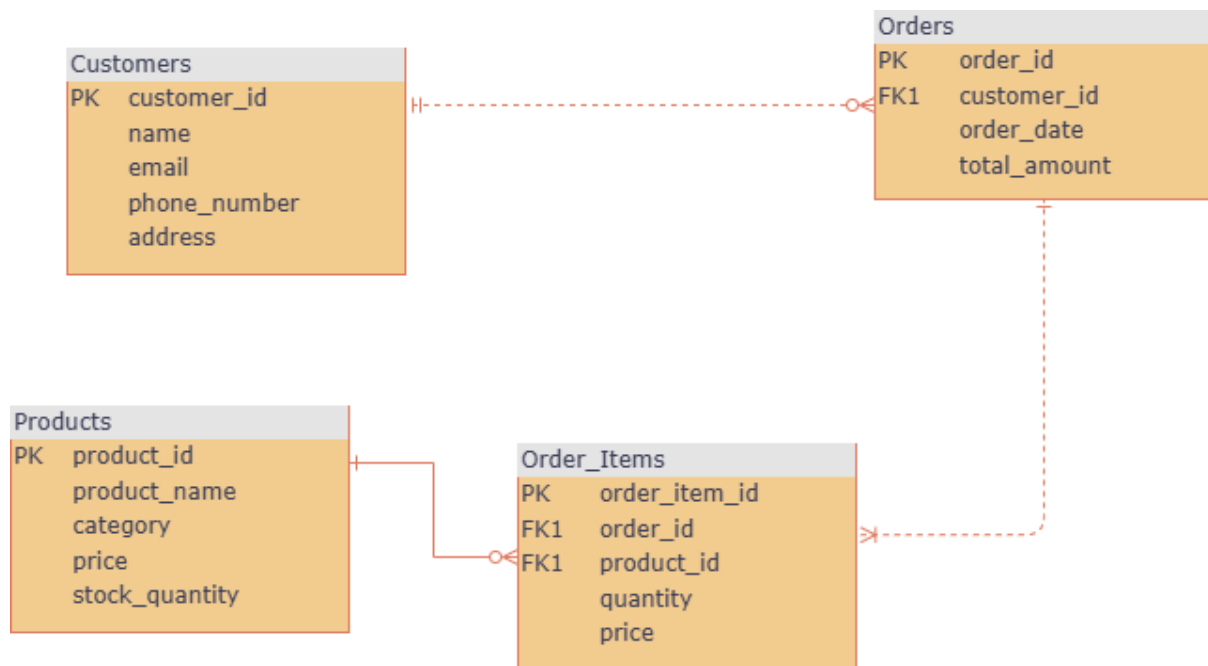 Customers
PK customer_id
name
email
phone_number
address
Orders
PK order_id
FK1 customer_id
order_date
total_amount
Products
PK product_id
product_name
category
price
stock_quantity
Order_Items
PK order_item_id
FK1 order_id
FK1 product_id
quantity
price